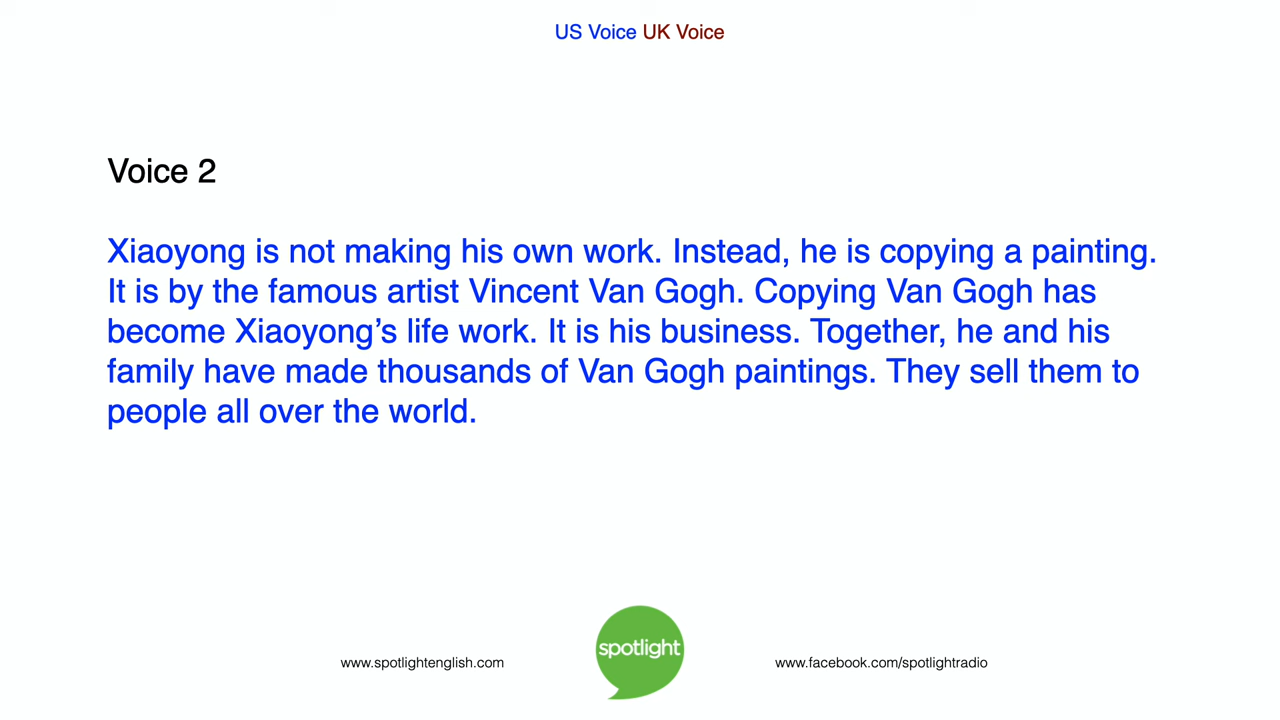 US Voice UK Voice
Voice 2
Xiaoyong is not making his own work. Instead, he is copying a painting.
It is by the famous artist Vincent Van Gogh. Copying Van Gogh has
become Xiaoyong’s life work. It is his business. Together, he and his
family have made thousands of Van Gogh paintings. They sell them to
people all over the world.
spotlight
www.spotlightenglish.com
www.facebook.com/spotlightradio